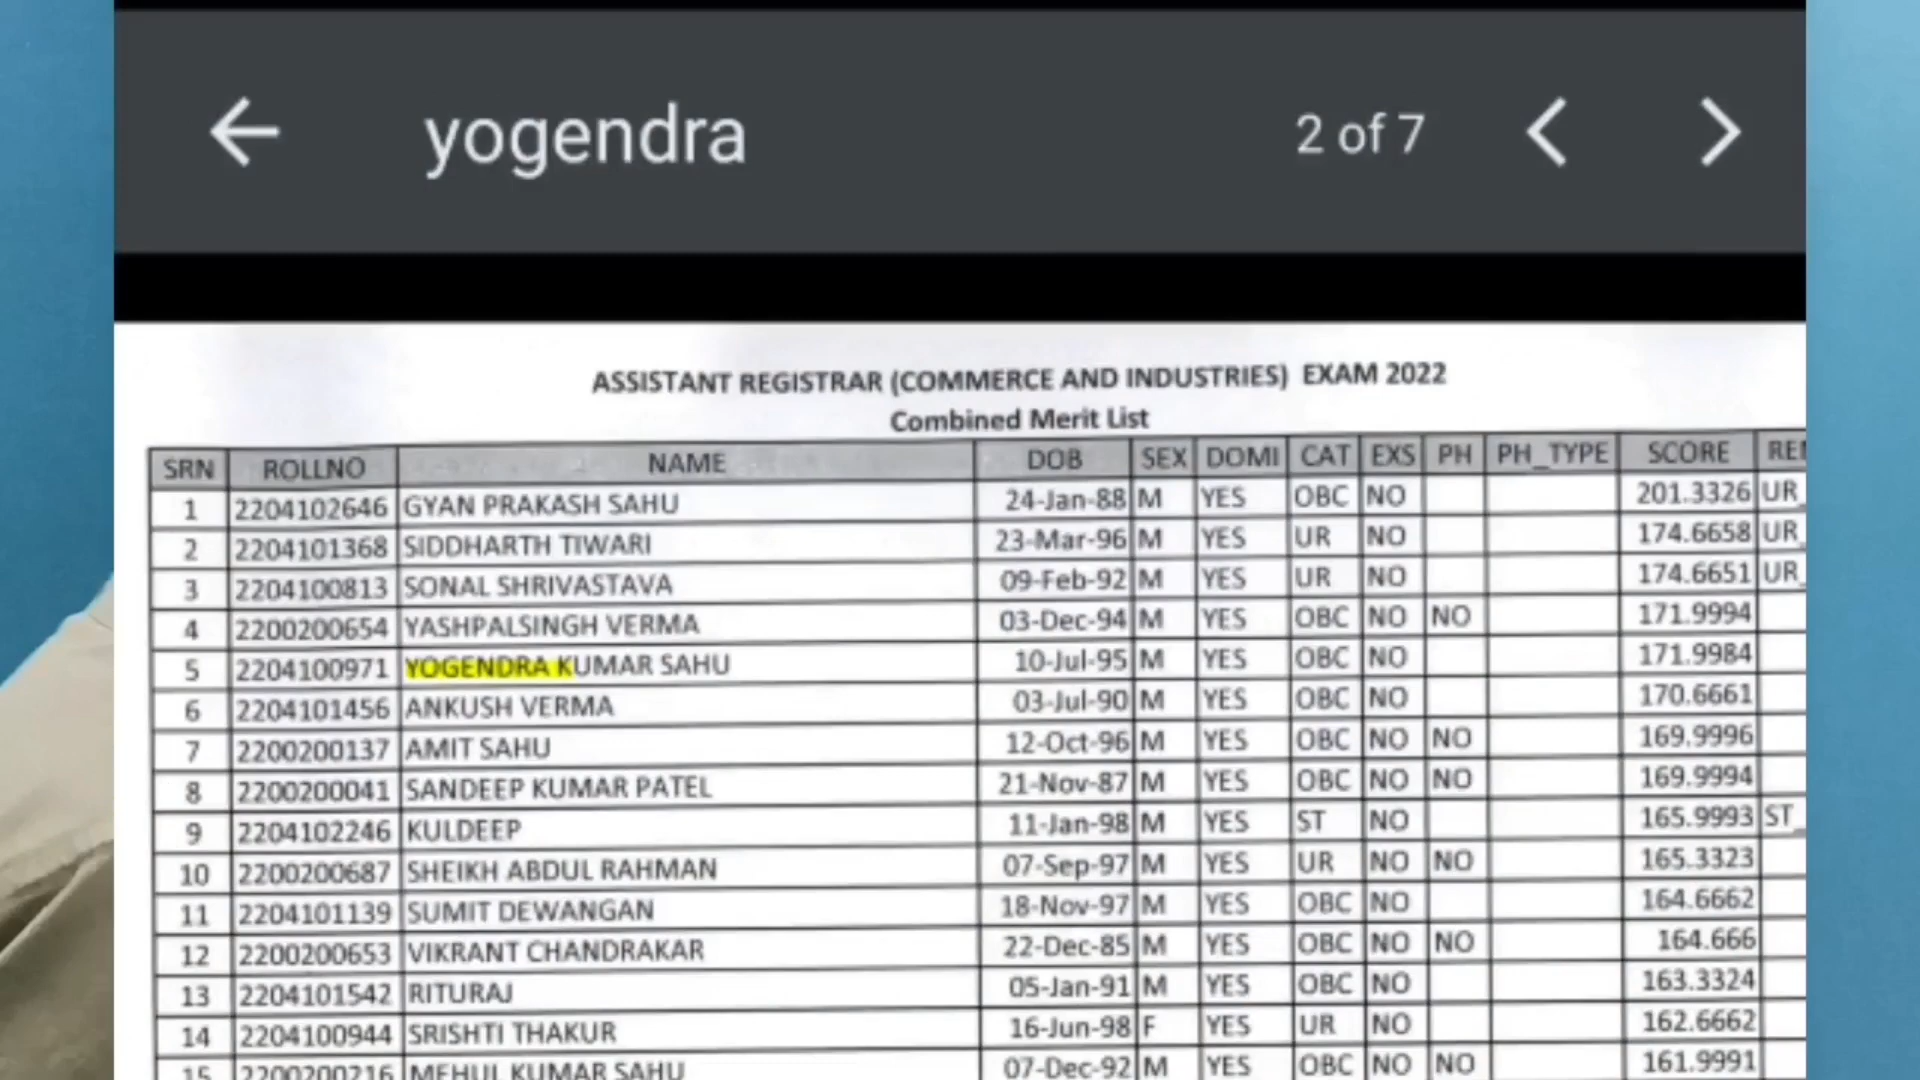 yogendra 2 of 7
ASSISTANT REGISTRAR (COMMERCE AND INDUSTRIES) EXAM 2022
Combined Merit List
SRN ROLLNO NAME DOB SEX DOMI CAT EXS PH PH_TYPE SCORE
1 2204102646 GYAN PRAKASH SAHU 24-Jan-88 M YES OBC NO 201.3326 UR_
2 2204101368 SIDDHARTH TIWARI 23-Mar-96 M YES UR NO 174.6658 UR_
3 2204100813 SONAL SHRIVASTAVA 09-Feb-92 M YES UR NO 174.6651 UR_
4 2200200654 YASHPALSINGH VERMA 03-Dec-94 M YES OBC NO NO 171.9994
5 2204100971 YOGENDRA KUMAR SAHU 10-Jul-95 M YES OBC NO 171.9984
6 2204101456 ANKUSH VERMA 03-Jul-90 M YES OBC NO 170.6661
7 2200200137 AMIT SAHU 12-Oct-96 M YES OBC NO NO 169.9996
8 2200200041 SANDEEP KUMAR PATEL 21-Nov-87 M YES OBC NO NO 169.9994
9 2204102246 KULDEEP 11-Jan-98 M YES ST NO 165.9993 ST_
10 2200200687 SHEIKH ABDUL RAHMAN 07-Sep-97 M YES UR NO NO 165.3323
11 2204101139 SUMIT DEWANGAN 18-Nov-97 M YES OBC NO 164.6662
12 2200200653 VIKRANT CHANDRAKAR 22-Dec-85 M YES OBC NO NO 164.666
13 2204101542 RITURAJ 05-Jan-91 M YES OBC NO 163.3324
14 2204100944 SRISHTI THAKUR 16-Jun-98 F YES UR NO 162.6662
15 2200200216 MEHUL KUMAR SAHU 07-Dec-92 M YES OBC NO NO 161.9991